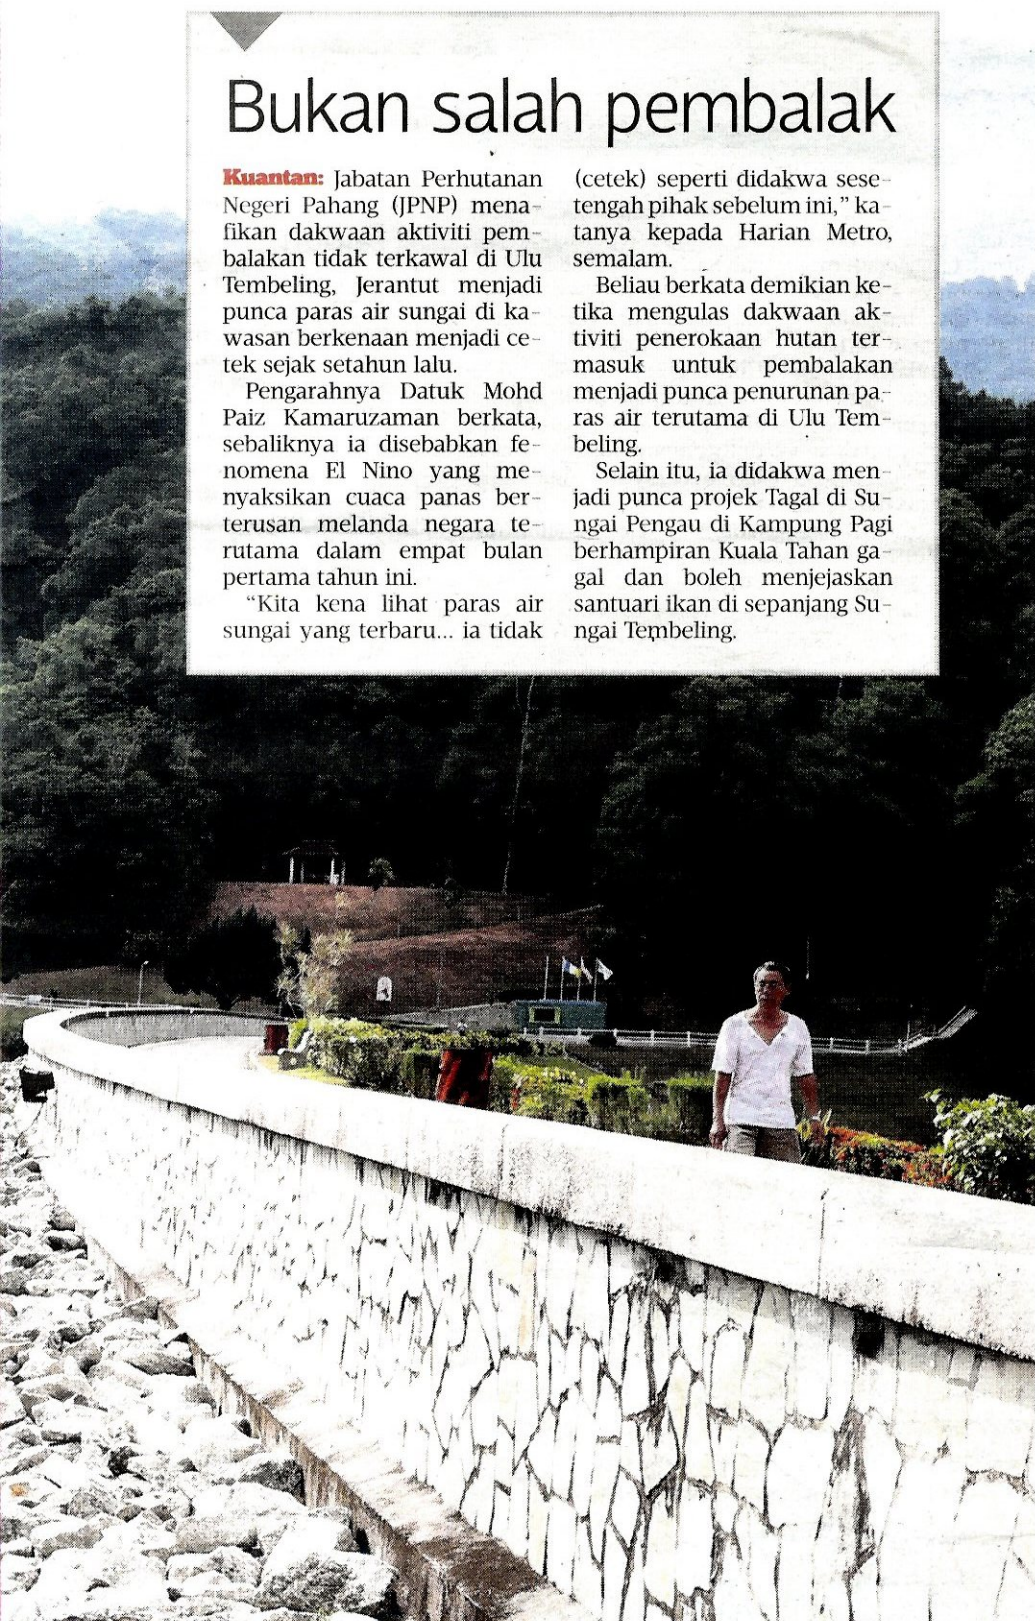 Bukan salah pembalak
Kuantan: Jabatan Perhutanan
Negeri Pahang (JPNP) mena-
fikan dakwaan aktiviti pem-
balakan tidak terkawal di Ulu
Tembeling, Jerantut menjadi
punca paras air sungai di ka-
wasan berkenaan menjadi ce-
tek sejak setahun lalu.
Pengarahnya Datuk Mohd
Paiz Kamaruzaman berkata,
sebaliknya ia disebabkan fe-
nomena El Nino yang me-
nyaksikan cuaca panas ber-
terusan melanda negara te-
rutama dalam empat bulan
pertama tahun ini.
“Kita kena lihat paras air
sungai yang terbaru... ia tidak
(cetek) seperti didakwa sese-
tengah pihak sebelum ini,” ka-
tanya kepada Harian Metro,
semalam.
Beliau berkata demikian ke-
tika mengulas dakwaan ak-
tiviti penerokaan hutan ter-
masuk untuk pembalakan
menjadi punca penurunan pa-
ras air terutama di Ulu Tem-
beling.
Selain itu, ia didakwa men-
jadi punca projek Tagal di Su-
ngai Pengau di Kampung Pagi
berhampiran Kuala Tahan ga-
gal dan boleh menjejaskan
santuari ikan di sepanjang Su-
ngai Tembeling.